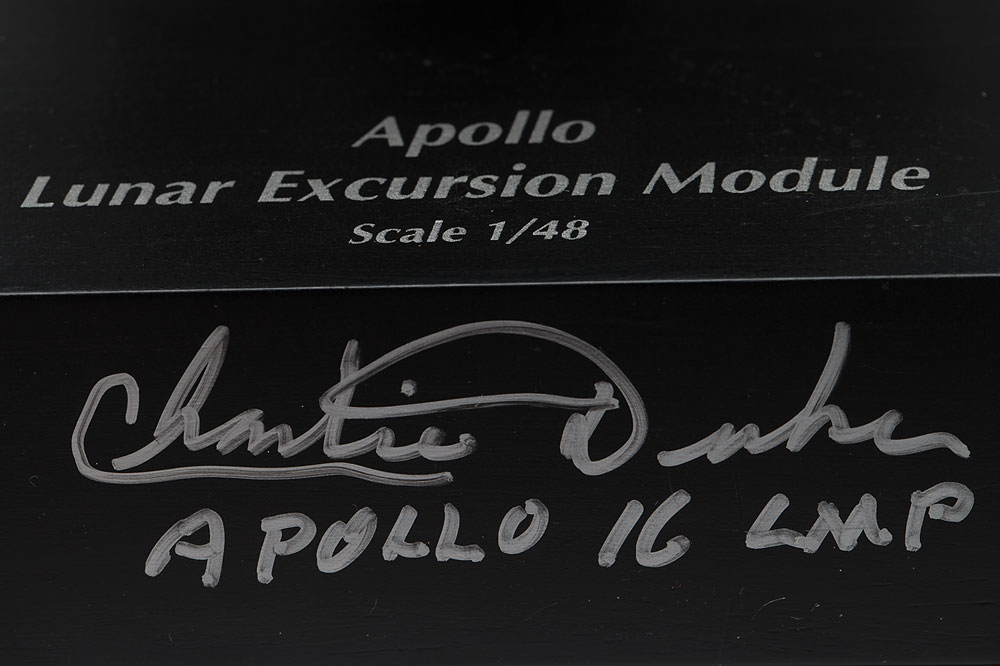 Apollo
Lunar Excursion Module
Scale 1/48
Charlie Duke
APOLLO 16 LMP